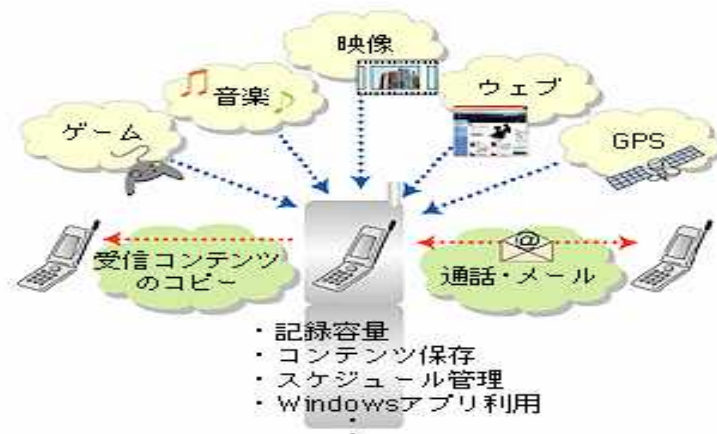 映像
音楽
ウェブ
ゲーム
GPS
受信コンテンツ
のコピー
@
通話・メール
・記録容量
・コンテンツ保存
・スケジュール管理
・Windowsアプリ利用
・